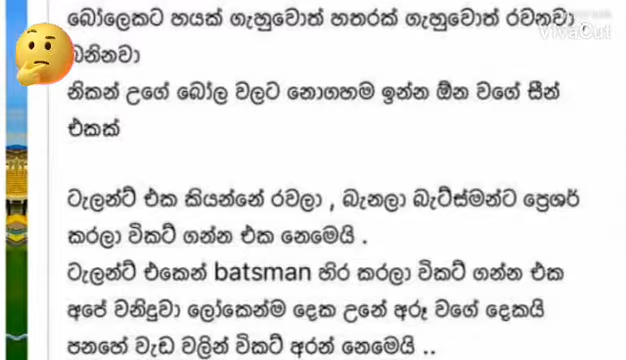 බෝලෙකට හයක් ගැහුවොත් හතරක් ගැහුවොත් රවනවා ,
බනිනවා
නිකන් උගේ බෝල වලට නොගහම ඉන්න ඕන වගේ සීන්
එකක්
ටැලන්ට් එක කියන්නේ රවලා , බැනලා බැට්ස්මන්ට ප්‍රෙශර්
කරලා විකට් ගන්න එක නෙමෙයි .
ටැලන්ට් එකෙන් batsman හිර කරලා විකට් ගන්න එක
අපේ වනිදුවා ලෝකෙන්ම දෙක උනේ අරූ වගේ දෙකයි
පනහේ වැඩ වලින් විකට් අරන් නෙමෙයි ..
VivaCut